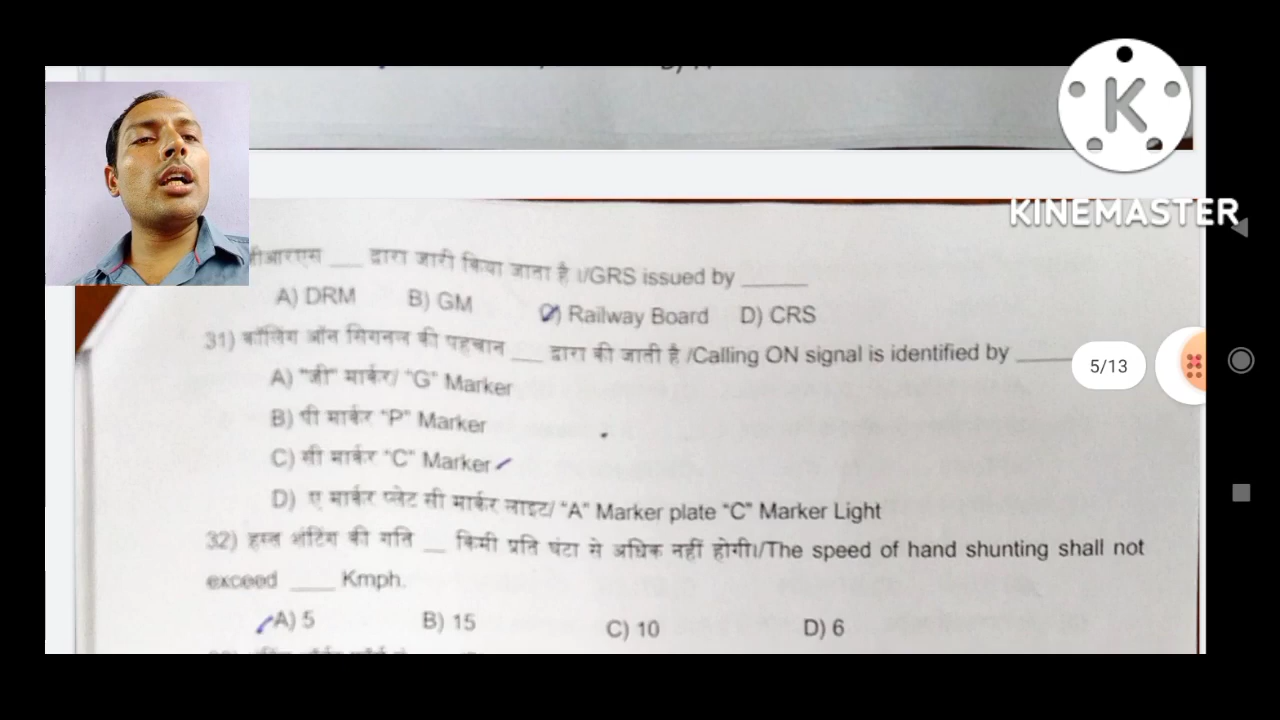 KINEMASTER
द्वारा जारी किया जाता है ।/GRS issued by ______
A) DRM B) GM C) Railway Board D) CRS
31) कॉलिंग ऑन सिगनल की पहचान ___ द्वारा की जाती है /Calling ON signal is identified by _____
5/13
A) "जी" मार्कर/ "G" Marker
B) पी मार्कर "P" Marker
C) सी मार्कर "C" Marker
D) ए मार्कर प्लेट सी मार्कर लाइट/ "A" Marker plate "C" Marker Light
32) हस्त शंटिंग की गति ___ किमी प्रति घंटा से अधिक नहीं होगी।/The speed of hand shunting shall not
exceed ____ Kmph.
A) 5 B) 15 C) 10 D) 6